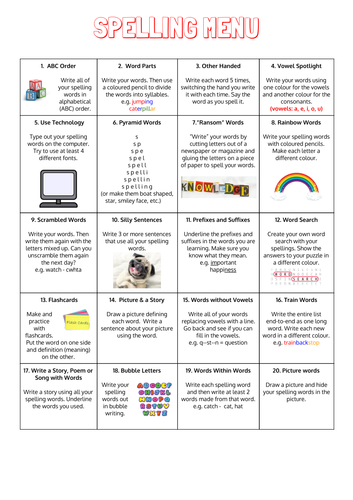 SPELLING MENU
1. ABC Order
Write all of
your spelling
words in
alphabetical
(ABC) order.
2. Word Parts
Write your words. Then use
a coloured pencil to divide
the words into syllables.
e.g. jumping
caterpillar
3. Other Handed
Write each word 5 times,
switching the hand you write
it with each time. Say the
word as you spell it.
4. Vowel Spotlight
Write your words using
one colour for the vowels
and another colour for the
consonants.
(vowels: a, e, i, o, u)
5. Use Technology
Type out your spelling
words on the computer.
Try to use at least 4
different fonts.
6. Pyramid Words
s
s p
s p e
s p e l
s p e l l
s p e l l i
s p e l l i n
s p e l l i n g
(or make them boat shaped,
star, smiley face, etc.)
7."Ransom" Words
"Write" your words by
cutting letters out of a
newspaper or magazine and
gluing the letters on a piece
of paper to spell your words.
8. Rainbow Words
Write your spelling words
with coloured pencils.
Make each letter a
different colour.
9. Scrambled Words
Write your words. Then
write them again with the
letters mixed up. Can you
unscramble them again
the next day?
e.g. watch - cwhta
10. Silly Sentences
Write 3 or more sentences
that use all your spelling
words.
11. Prefixes and Suffixes
Underline the prefixes and
suffixes in the words you are
learning. Make sure you
know what they mean.
e.g. important
happiness
12. Word Search
Create your own word
search with your
spellings. Show the
answers to your puzzle in
a different colour.
13. Flashcards
Make and
practice
with
flashcards.
Put the word on one side
and definition (meaning)
on the other.
14. Picture & a Story
Draw a picture defining
each word. Write a
sentence about your picture
using the word.
15. Words without Vowels
Write all of your words
replacing vowels with a line.
Go back and see if you can
fill in the vowels.
e.g. q--st--n = question
16. Train Words
Write the entire list
end-to-end as one long
word. Write each new
word in a different colour.
e.g. trainbackstop
17. Write a Story, Poem or
Song with Words
Write a story using all your
spelling words. Underline
the words you used.
18. Bubble Letters
Write your
spelling
words out
in bubble
writing.
19. Words Within Words
Write each spelling word
and then write at least 2
words made from that word.
e.g. catch - cat, hat
20. Picture words
Draw a picture and hide
your spelling words in the
picture.